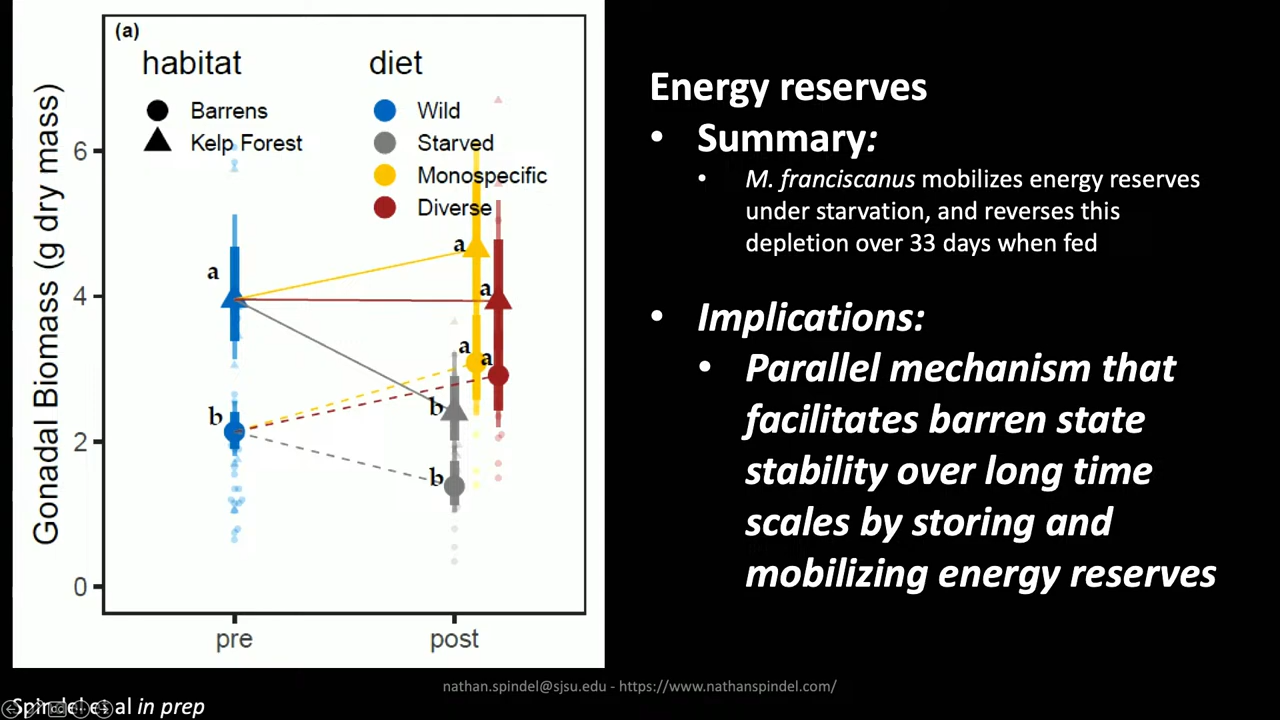 (a)
habitat
Barrens
Kelp Forest
diet
Wild
Starved
Monospecific
Diverse
Gonadal Biomass (g dry mass)
6
4
2
0
a
b
a
a
a
a
b
b
pre
post
Energy reserves
• Summary:
• M. franciscanus mobilizes energy reserves
under starvation, and reverses this
depletion over 33 days when fed
• Implications:
• Parallel mechanism that
facilitates barren state
stability over long time
scales by storing and
mobilizing energy reserves
nathan.spindel@sjsu.edu - https://www.nathanspindel.com/
al in prep